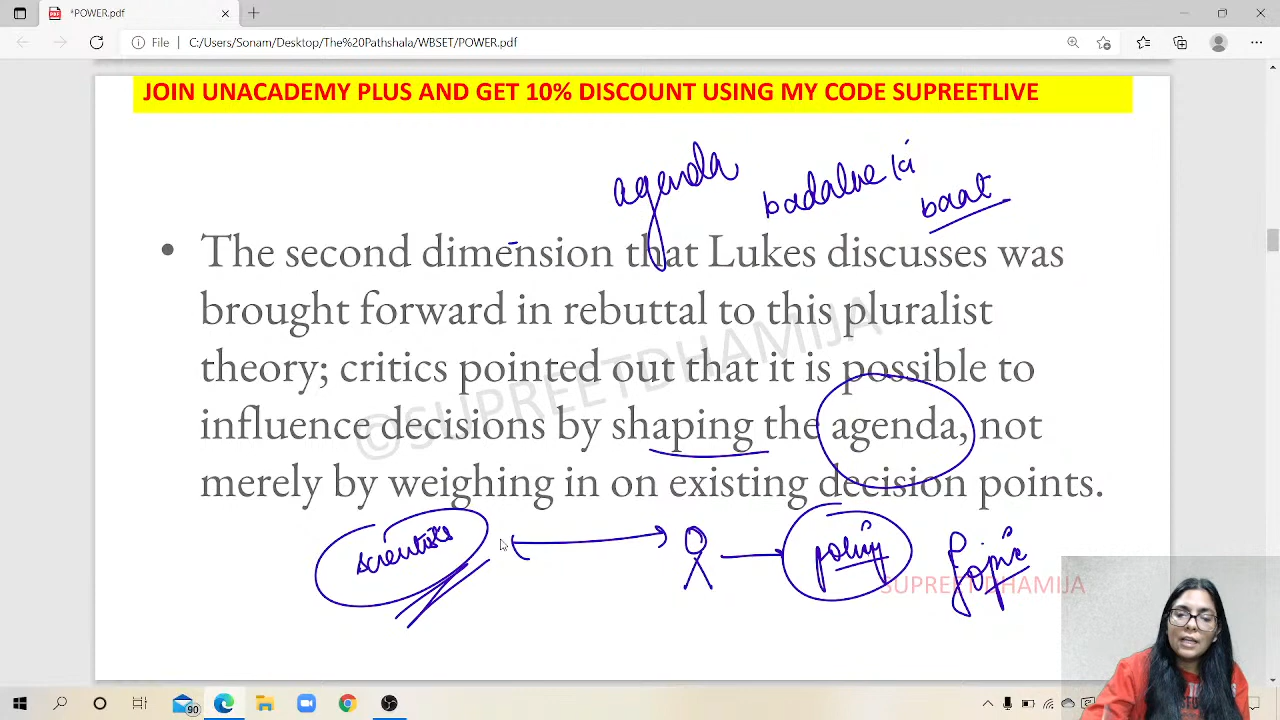 *POWER.pdf
File
C:/Users/Sonam/Desktop/The%20Pathshala/WBSET/POWER.pdf
JOIN UNACADEMY PLUS AND GET 10% DISCOUNT USING MY CODE SUPREETLIVE
agenda badalne ki baat
• The second dimension that Lukes discusses was
brought forward in rebuttal to this pluralist
theory; critics pointed out that it is possible to
influence decisions by shaping the agenda, not
merely by weighing in on existing decision points.
©SUPREETDHAMIJA
scientists policy topic
SUPREET DHAMIJA
90